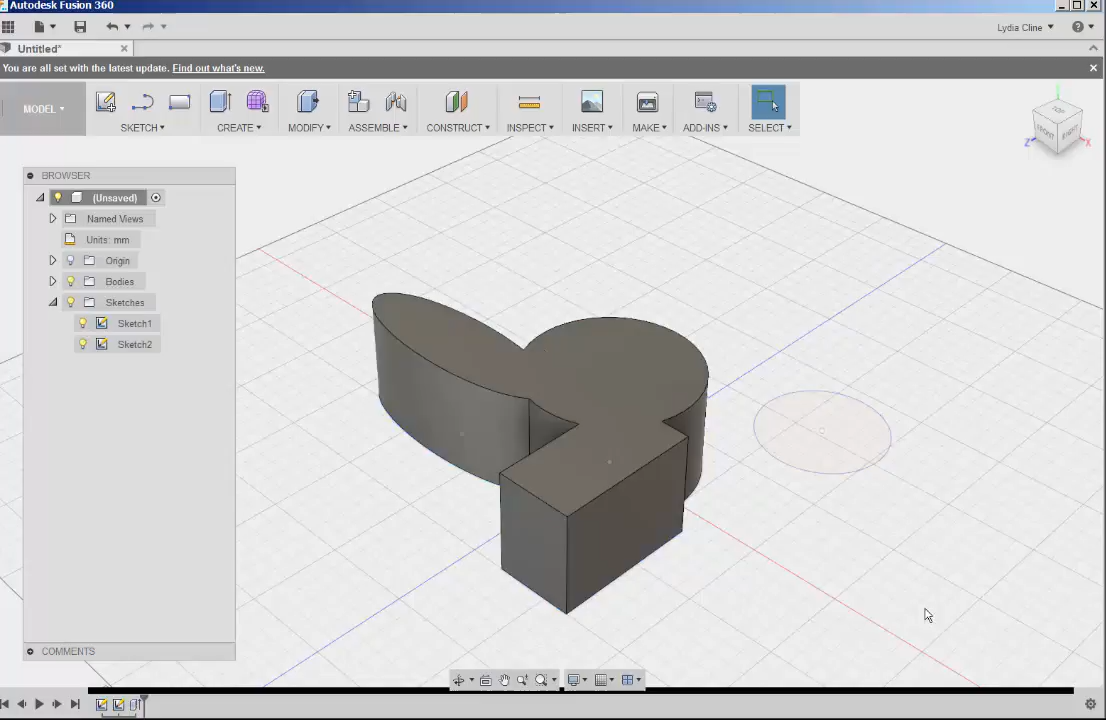 Autodesk Fusion 360
Lydia Cline
Untitled*
You are all set with the latest update. Find out what's new.
MODEL
SKETCH
CREATE
MODIFY
ASSEMBLE
CONSTRUCT
INSPECT
INSERT
MAKE
ADD-INS
SELECT
FRONT
RIGHT
Z
X
BROWSER
(Unsaved)
Named Views
Units: mm
Origin
Bodies
Sketches
Sketch1
Sketch2
COMMENTS